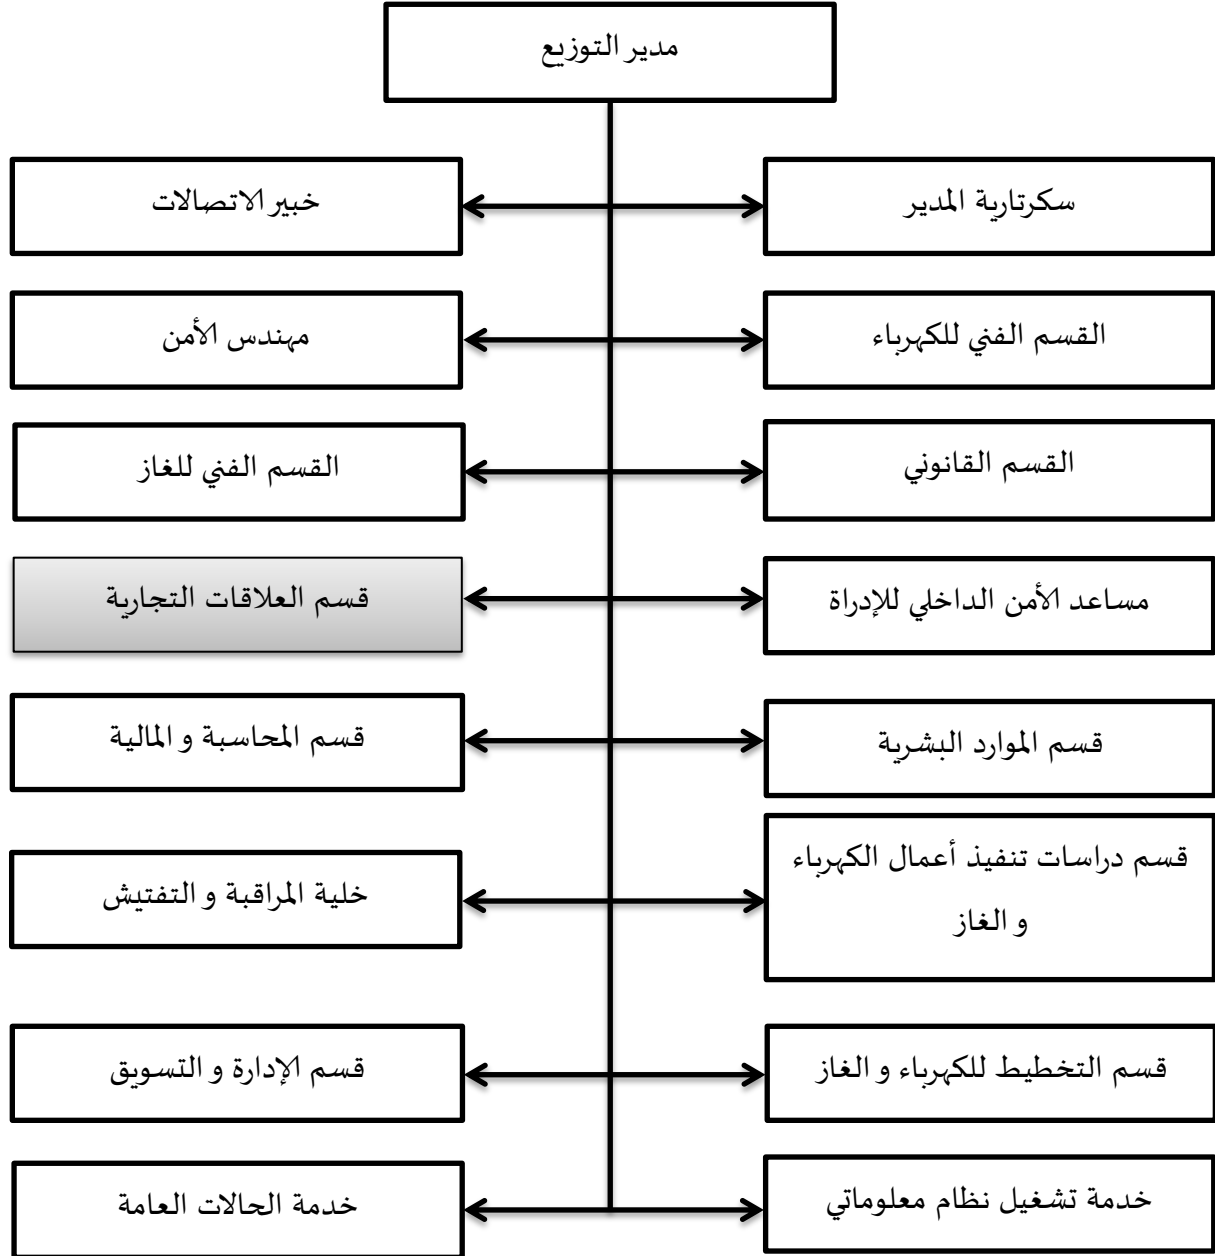 مدير التوزيع
سكرتارية المدير
خبير الاتصالات
القسم الفني للكهرباء
مهندس الأمن
القسم القانوني
القسم الفني للغاز
مساعد الأمن الداخلي للإدراة
قسم العلاقات التجارية
قسم الموارد البشرية
قسم المحاسبة و المالية
قسم دراسات تنفيذ أعمال الكهرباء
و الغاز
خلية المراقبة و التفتيش
قسم التخطيط للكهرباء و الغاز
قسم الإدارة و التسويق
خدمة تشغيل نظام معلوماتي
خدمة الحالات العامة